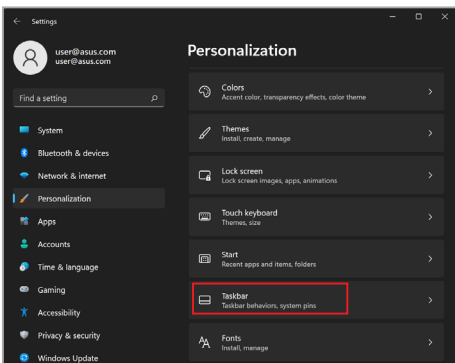 Settings
user@asus.com
user@asus.com
Find a setting
System
Bluetooth & devices
Network & internet
Personalization
Apps
Accounts
Time & language
Gaming
Accessibility
Privacy & security
Windows Update
Personalization
Colors
Accent color, transparency effects, color theme
Themes
Install, create, manage
Lock screen
Lock screen images, apps, animations
Touch keyboard
Themes, size
Start
Recent apps and items, folders
Taskbar
Taskbar behaviors, system pins
Fonts
Install, manage